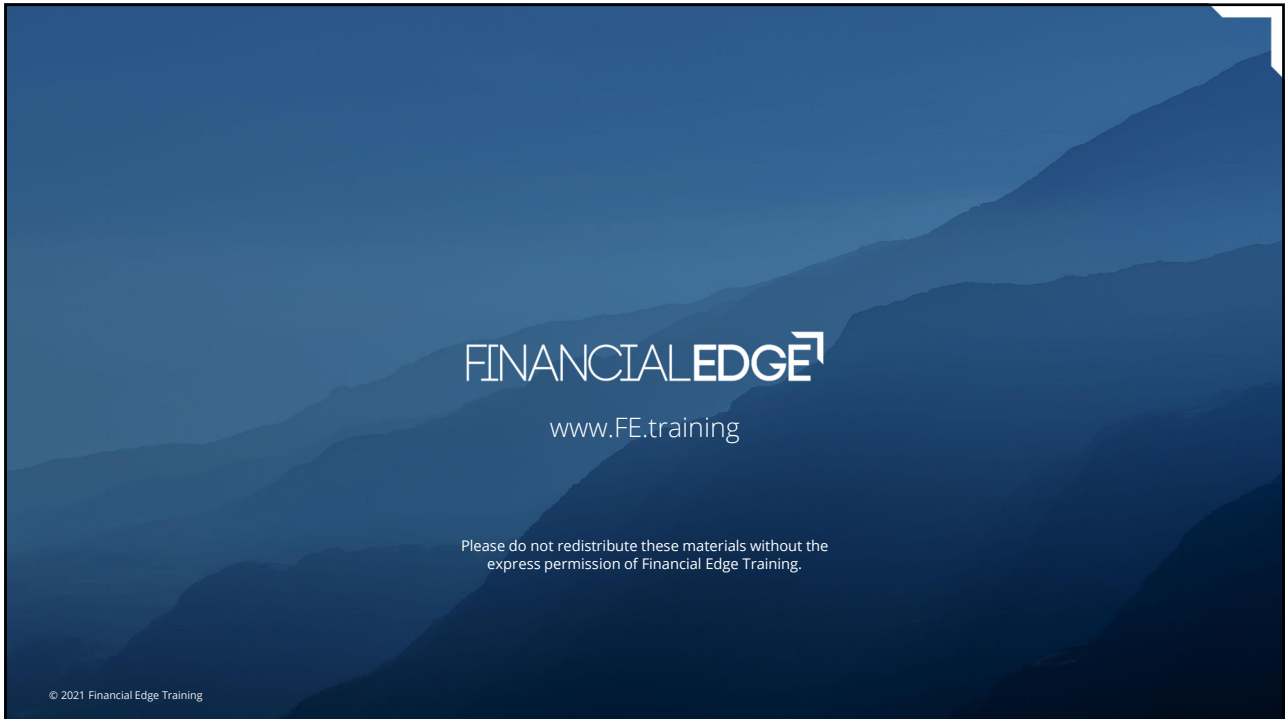 FINANCIALEDGE
www.FE.training
Please do not redistribute these materials without the
express permission of Financial Edge Training.
© 2021 Financial Edge Training